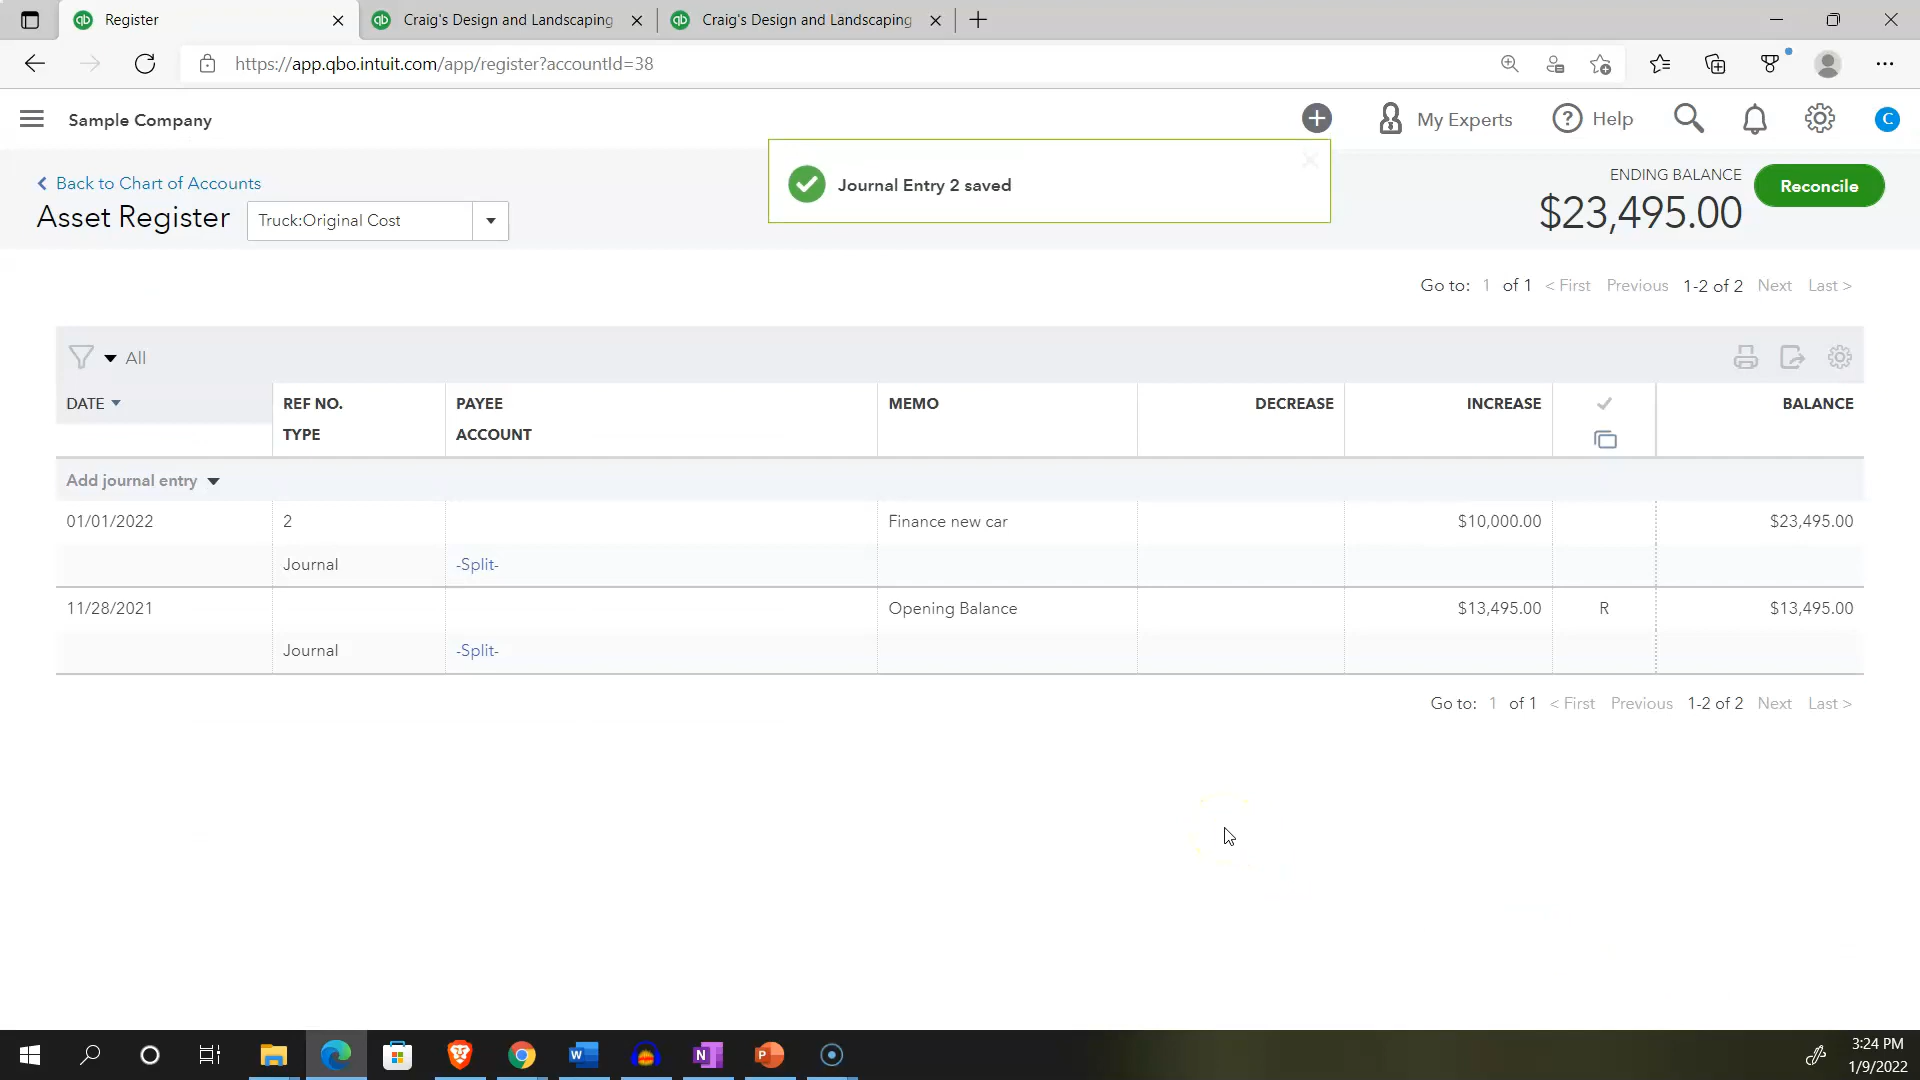 Register
Craig's Design and Landscaping
Craig's Design and Landscaping
https://app.qbo.intuit.com/app/register?accountId=38
Sample Company
My Experts
Help
C
Back to Chart of Accounts
Asset Register
Truck:Original Cost
Journal Entry 2 saved
ENDING BALANCE
$23,495.00
Reconcile
Go to: 1 of 1 < First Previous 1-2 of 2 Next Last >
All
DATE REF NO. PAYEE MEMO DECREASE INCREASE BALANCE
TYPE ACCOUNT
Add journal entry
01/01/2022 2 Finance new car $10,000.00 $23,495.00
Journal -Split-
11/28/2021 Opening Balance $13,495.00 R $13,495.00
Journal -Split-
Go to: 1 of 1 < First Previous 1-2 of 2 Next Last >
3:24 PM
1/9/2022